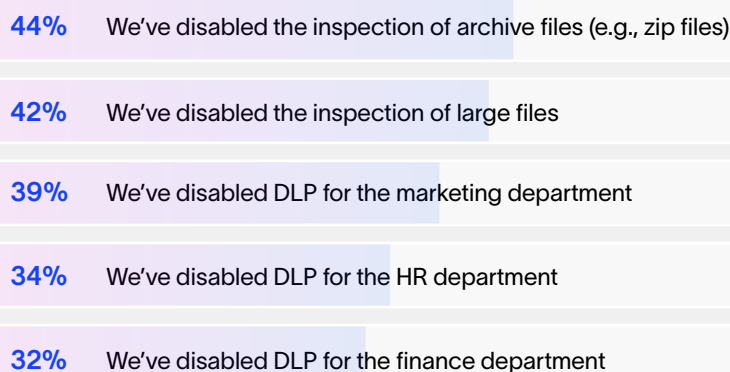 44% We’ve disabled the inspection of archive files (e.g., zip files)
42% We’ve disabled the inspection of large files
39% We’ve disabled DLP for the marketing department
34% We’ve disabled DLP for the HR department
32% We’ve disabled DLP for the finance department